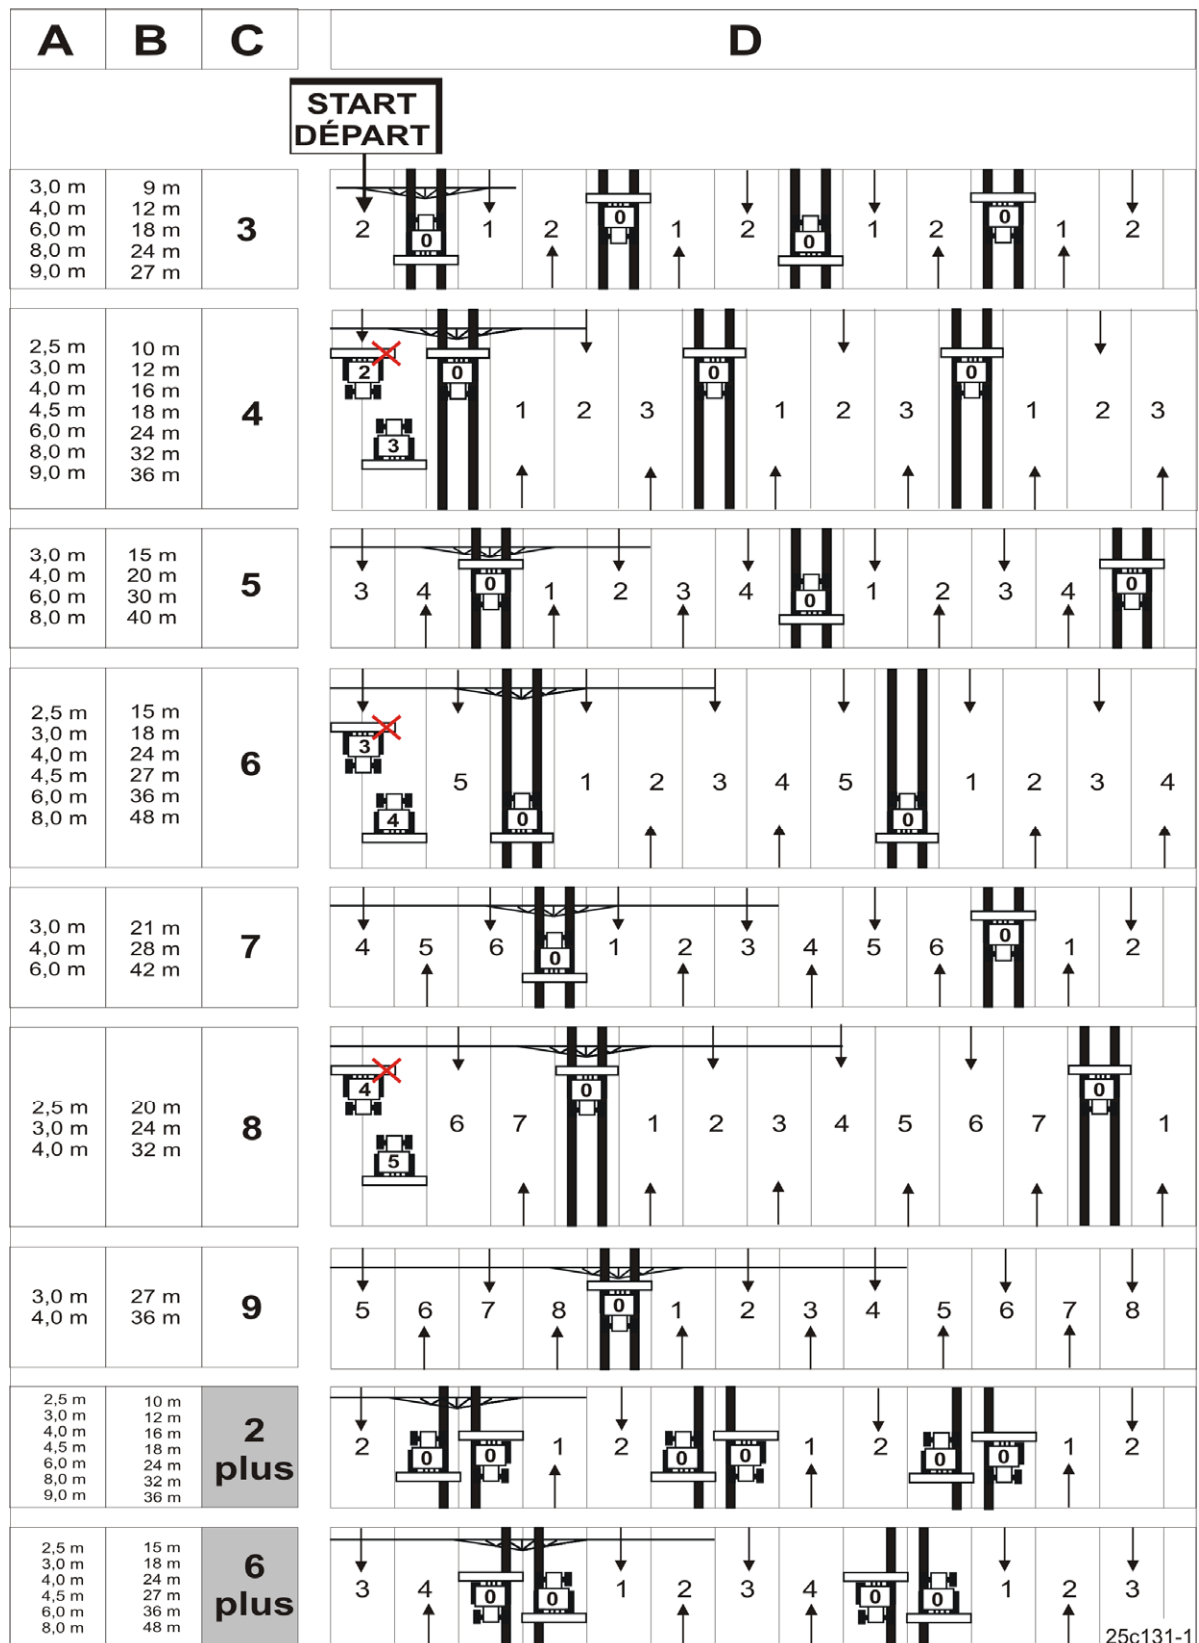 A B C D
START
DÉPART
3,0 m 9 m
4,0 m 12 m
6,0 m 18 m
8,0 m 24 m
9,0 m 27 m
3
2 0 1 2 0 1 2 0 1 2 0 1 2
2,5 m 10 m
3,0 m 12 m
4,0 m 16 m
4,5 m 18 m
6,0 m 24 m
8,0 m 32 m
9,0 m 36 m
4
2 0 0 0
1 2 3 1 2 3 1 2 3
3
3,0 m 15 m
4,0 m 20 m
6,0 m 30 m
8,0 m 40 m
5
3 4 0 1 2 3 4 0 1 2 3 4 0
2,5 m 15 m
3,0 m 18 m
4,0 m 24 m
4,5 m 27 m
6,0 m 36 m
8,0 m 48 m
6
3
5 1 2 3 4 5 1 2 3 4
4 0 0
3,0 m 21 m
4,0 m 28 m
6,0 m 42 m
7
4 5 6 0 1 2 3 4 5 6 0 1 2
2,5 m 20 m
3,0 m 24 m
4,0 m 32 m
8
4 0 0
6 7 1 2 3 4 5 6 7 1
5
3,0 m 27 m
4,0 m 36 m
9
5 6 7 8 0 1 2 3 4 5 6 7 8
2,5 m 10 m
3,0 m 12 m
4,0 m 16 m
4,5 m 18 m
6,0 m 24 m
8,0 m 32 m
9,0 m 36 m
2
plus
2 0 0 1 2 0 0 1 2 0 0 1 2
2,5 m 15 m
3,0 m 18 m
4,0 m 24 m
4,5 m 27 m
6,0 m 36 m
8,0 m 48 m
6
plus
3 4 0 0 1 2 3 4 0 0 1 2 3
25c131-1